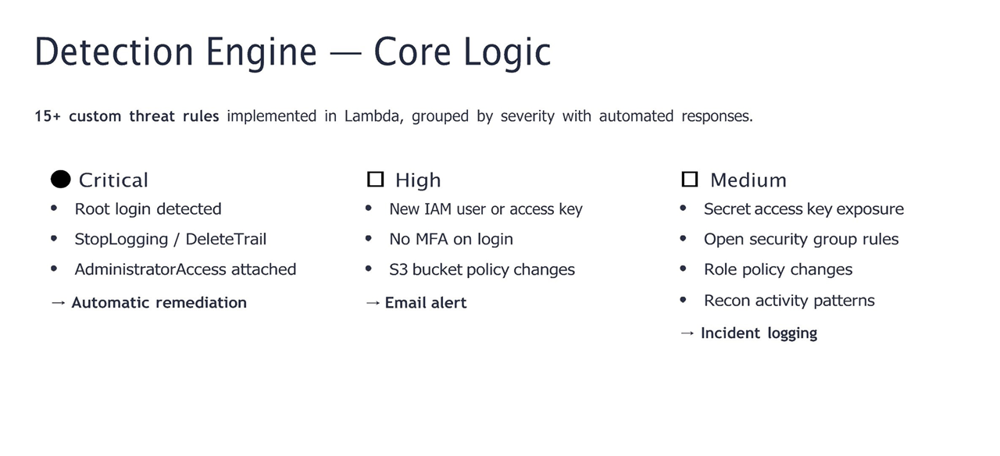 Detection Engine — Core Logic
15+ custom threat rules implemented in Lambda, grouped by severity with automated responses.
Critical
• Root login detected
• StopLogging / DeleteTrail
• AdministratorAccess attached
→ Automatic remediation
High
• New IAM user or access key
• No MFA on login
• S3 bucket policy changes
→ Email alert
Medium
• Secret access key exposure
• Open security group rules
• Role policy changes
• Recon activity patterns
→ Incident logging